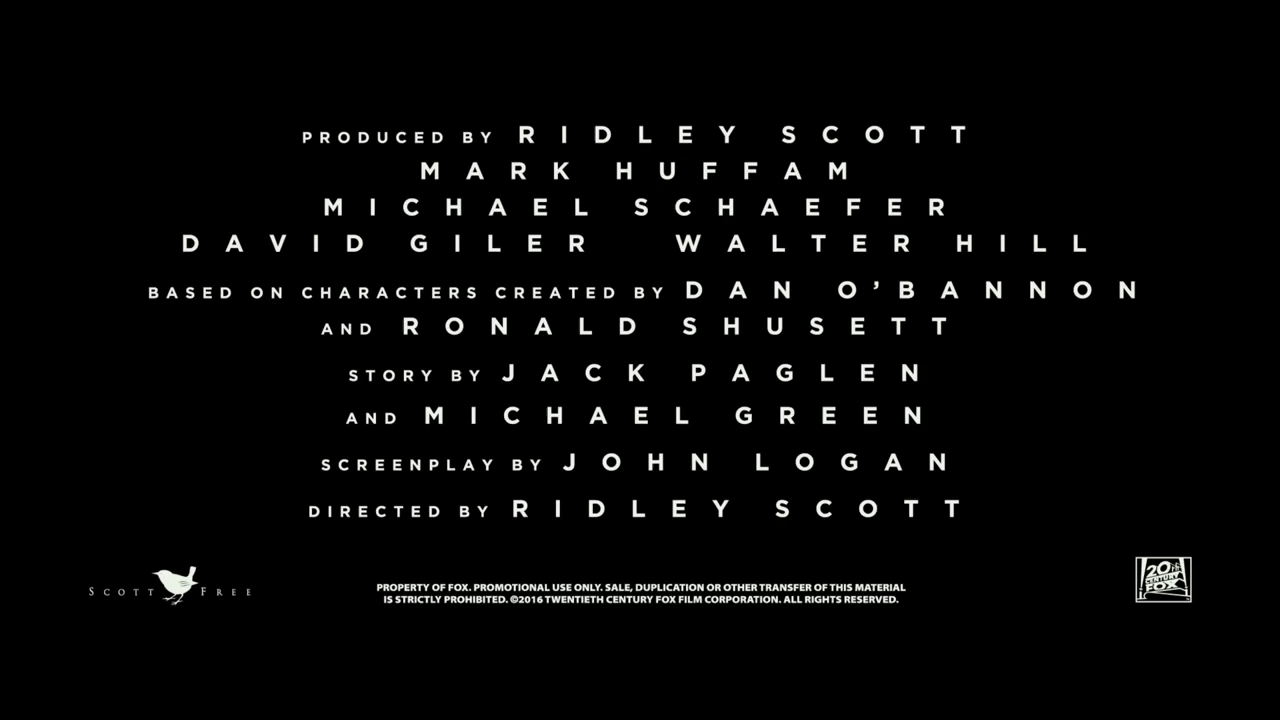 PRODUCED BY RIDLEY SCOTT
MARK HUFFAM
MICHAEL SCHAEFER
DAVID GILER WALTER HILL
BASED ON CHARACTERS CREATED BY DAN O'BANNON
AND RONALD SHUSETT
STORY BY JACK PAGLEN
AND MICHAEL GREEN
SCREENPLAY BY JOHN LOGAN
DIRECTED BY RIDLEY SCOTT
SCOTT FREE
PROPERTY OF FOX. PROMOTIONAL USE ONLY. SALE, DUPLICATION OR OTHER TRANSFER OF THIS MATERIAL
IS STRICTLY PROHIBITED. ©2016 TWENTIETH CENTURY FOX FILM CORPORATION. ALL RIGHTS RESERVED.
20th
CENTURY
FOX